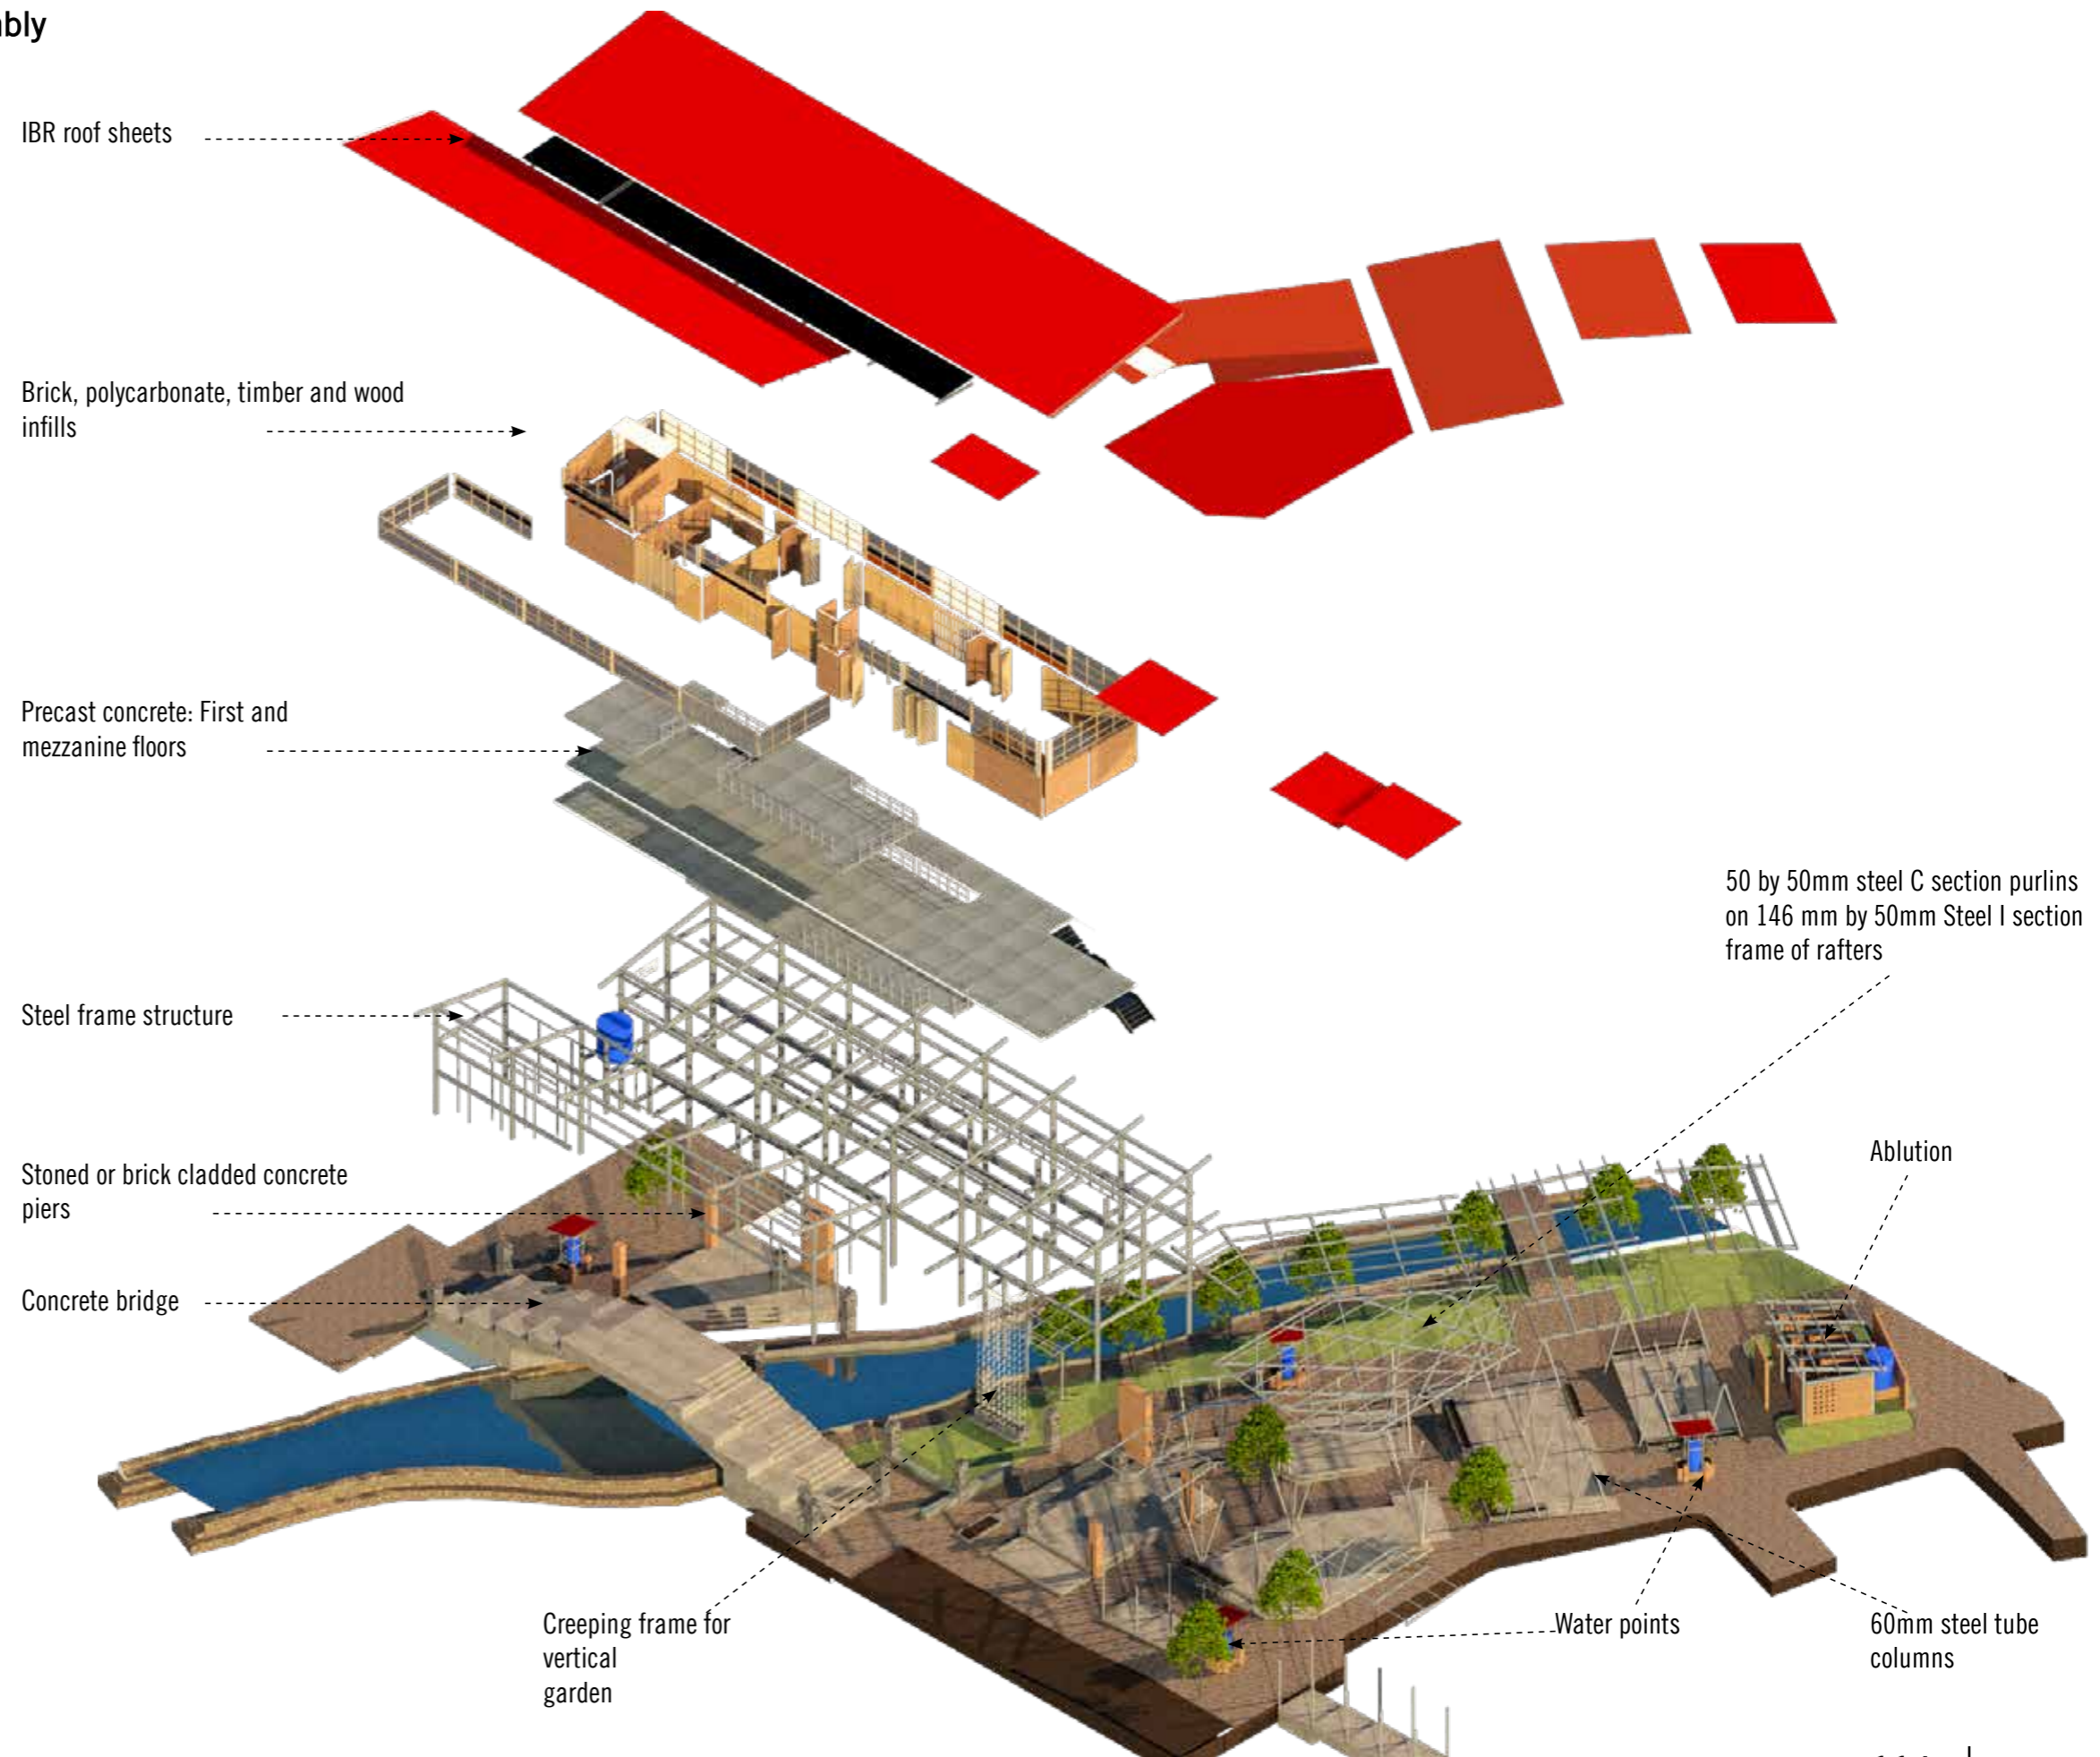 IBR roof sheets
Brick, polycarbonate, timber and wood
infills
Precast concrete: First and
mezzanine floors
50 by 50mm steel C section purlins
on 146 mm by 50mm Steel I section
frame of rafters
Steel frame structure
Ablution
Stoned or brick cladded concrete
piers
Concrete bridge
Creeping frame for
vertical
garden
Water points
60mm steel tube
columns